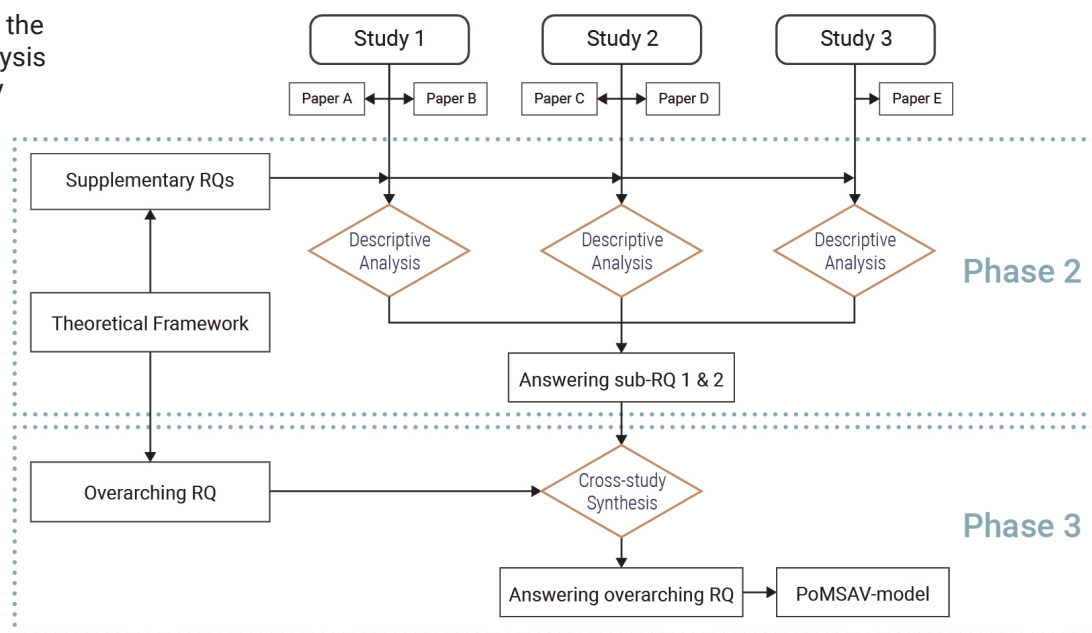 the
ysis
Study 1
Study 2
Study 3
Paper A
Paper B
Paper C
Paper D
Paper E
Supplementary RQs
Descriptive
Analysis
Descriptive
Analysis
Descriptive
Analysis
Phase 2
Theoretical Framework
Answering sub-RQ 1 & 2
Overarching RQ
Cross-study
Synthesis
Phase 3
Answering overarching RQ
PoMSAV-model